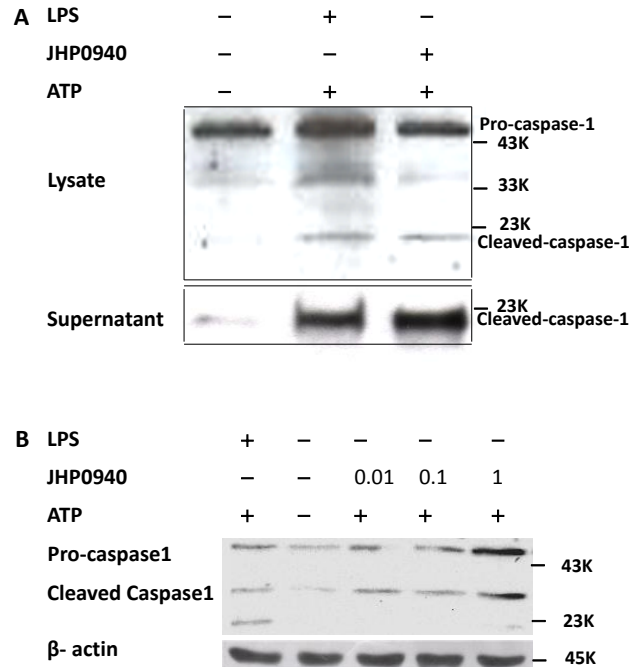 A LPS – + –
JHP0940 – – +
ATP – + +
Pro-caspase-1
43K
Lysate
33K
23K
Cleaved-caspase-1
23K
Supernatant
Cleaved-caspase-1
B LPS + – – – –
JHP0940 – – 0.01 0.1 1
ATP + – + + +
Pro-caspase1
43K
Cleaved Caspase1
23K
β- actin
45K